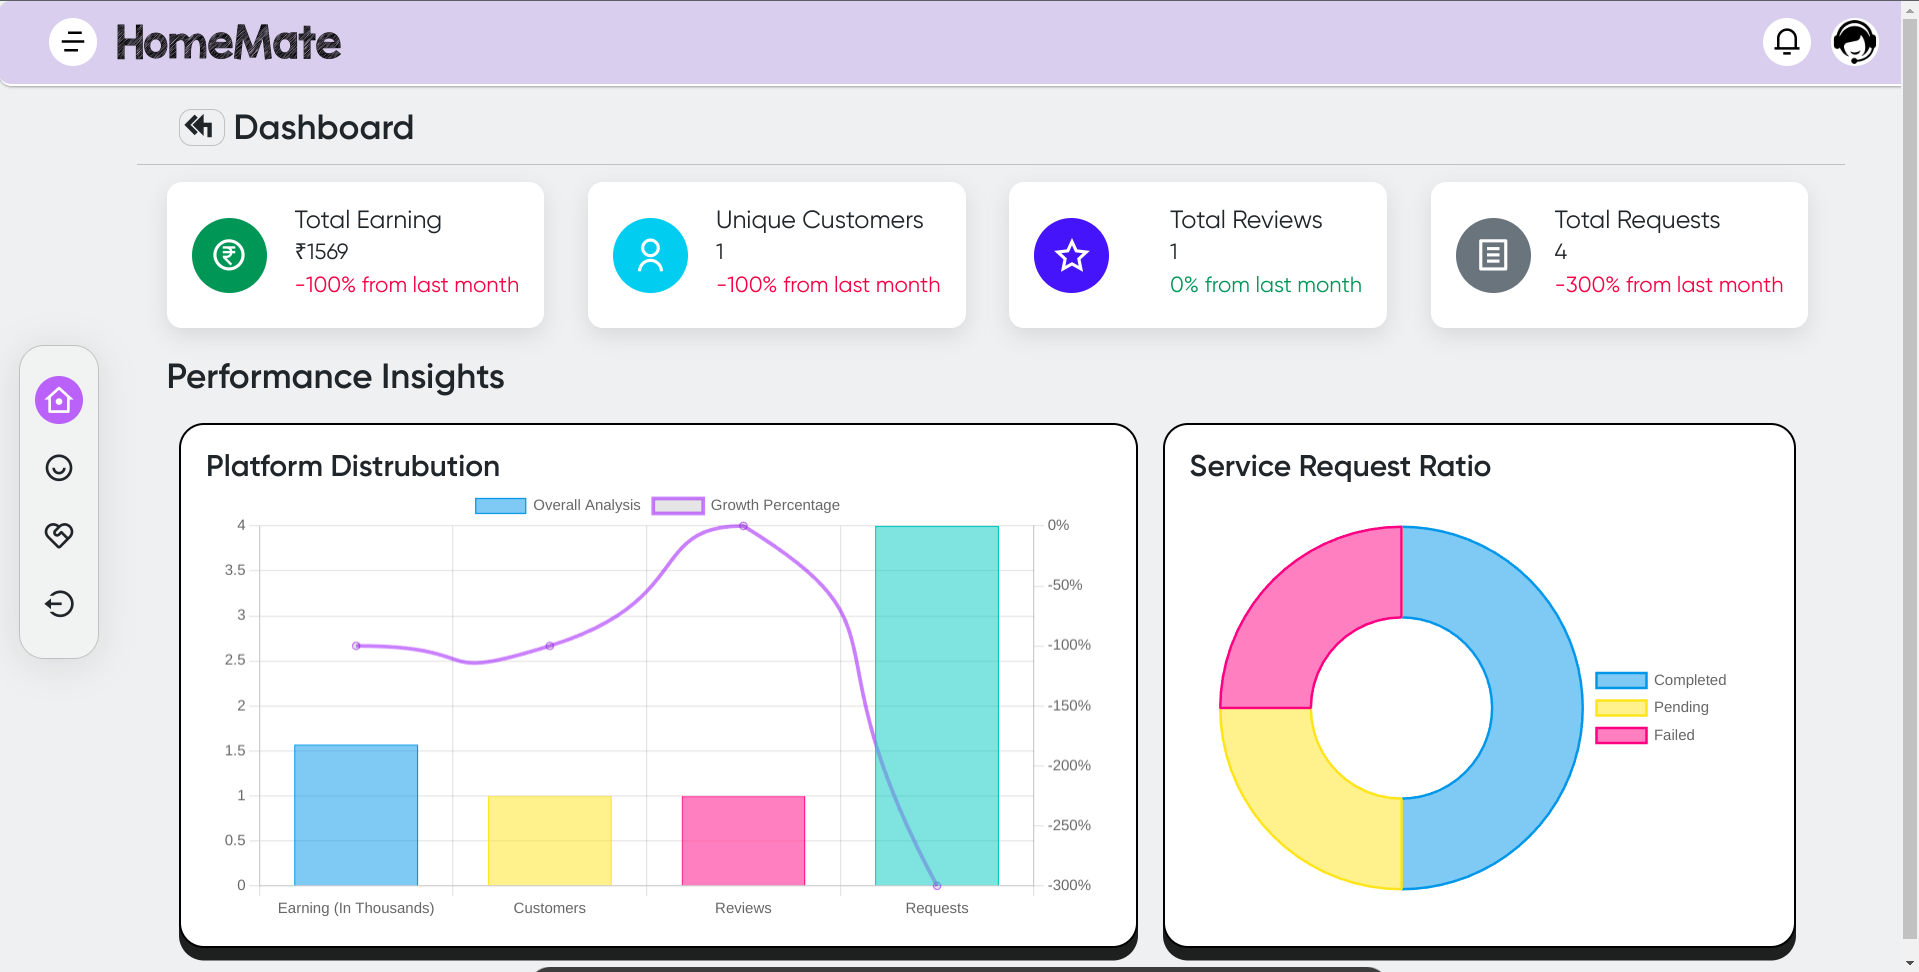 HomeMate
Dashboard
Total Earning
₹1569
-100% from last month
Unique Customers
1
-100% from last month
Total Reviews
1
0% from last month
Total Requests
4
-300% from last month
Performance Insights
Platform Distrubution
Overall Analysis
Growth Percentage
4
3.5
3
2.5
2
1.5
1
0.5
0
0%
-50%
-100%
-150%
-200%
-250%
-300%
Earning (In Thousands)
Customers
Reviews
Requests
Service Request Ratio
Completed
Pending
Failed